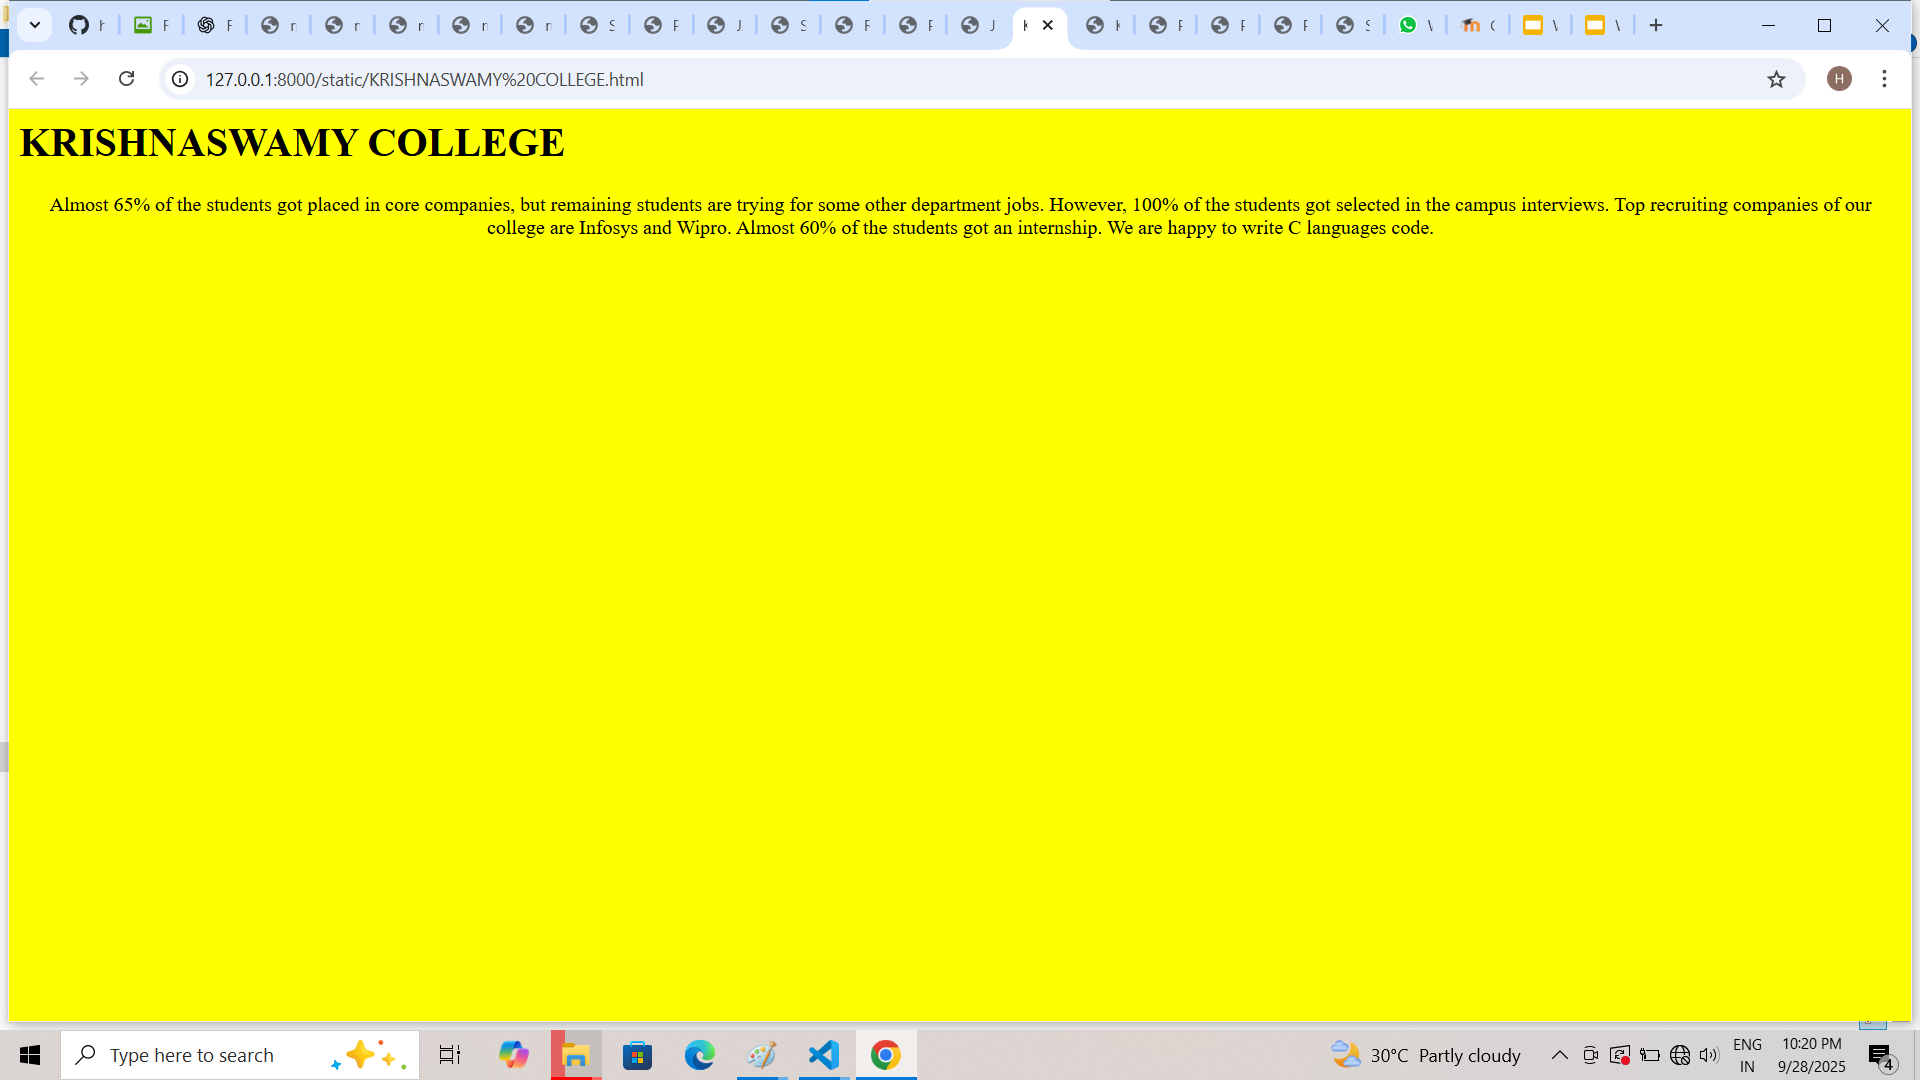 127.0.0.1:8000/static/KRISHNASWAMY%20COLLEGE.html
H
KRISHNASWAMY COLLEGE
Almost 65% of the students got placed in core companies, but remaining students are trying for some other department jobs. However, 100% of the students got selected in the campus interviews. Top recruiting companies of our
college are Infosys and Wipro. Almost 60% of the students got an internship. We are happy to write C languages code.
Type here to search
30°C Partly cloudy
ENG
IN
10:20 PM
9/28/2025
4